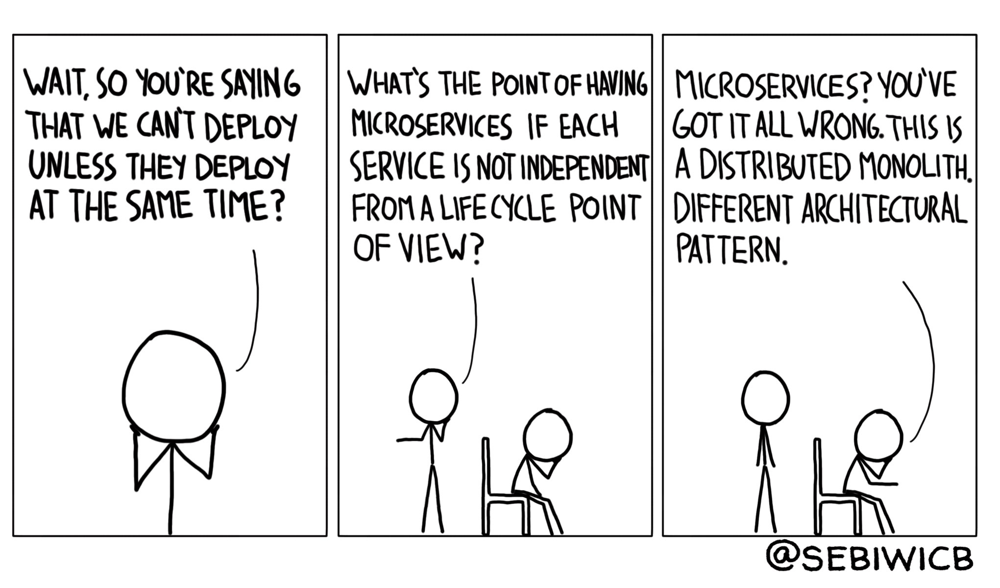 WAIT, SO YOU'RE SAYING
THAT WE CAN'T DEPLOY
UNLESS THEY DEPLOY
AT THE SAME TIME?
WHAT'S THE POINT OF HAVING
MICROSERVICES IF EACH
SERVICE IS NOT INDEPENDENT
FROM A LIFECYCLE POINT
OF VIEW?
MICROSERVICES? YOU'VE
GOT IT ALL WRONG. THIS IS
A DISTRIBUTED MONOLITH.
DIFFERENT ARCHITECTURAL
PATTERN.
@SEBIWICB